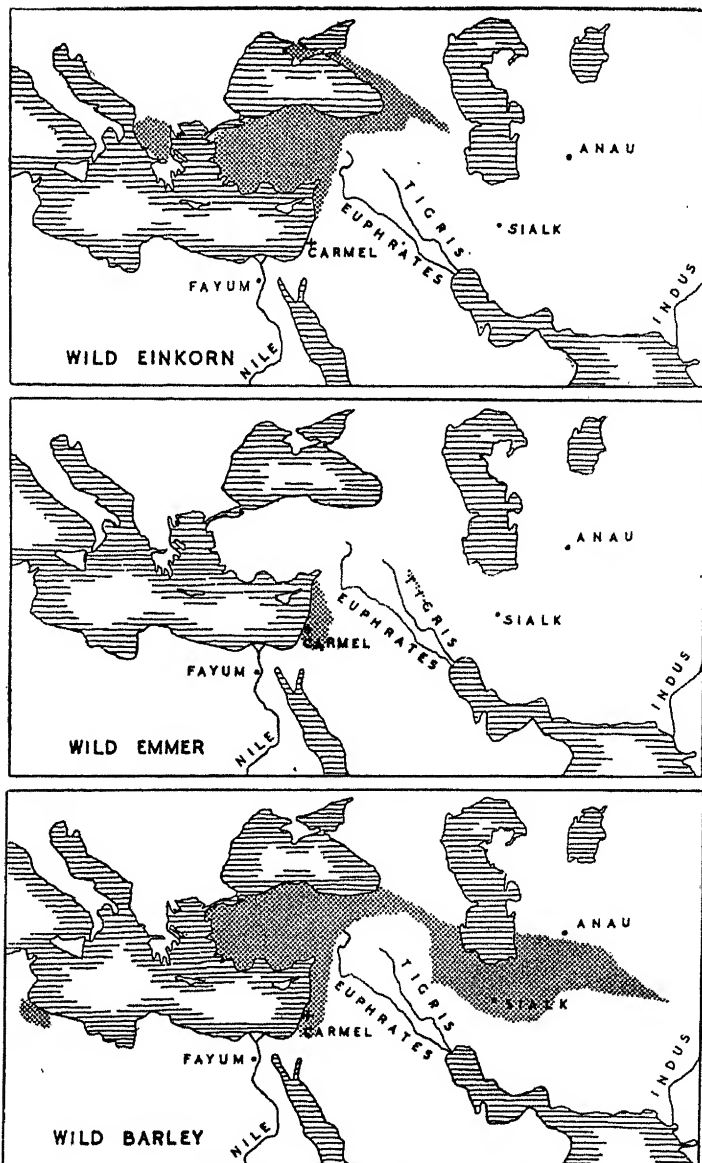 ANAU
TIGRIS
SIALK
EUPHRATES
CARMEL
FAYUM
INDUS
WILD EINKORN
NILE
ANAU
GRIS
EUPHRATES
SIALK
CARMEL
FAYUM
INDUS
WILD EMMER
NILE
ANAU
TIGRIS
SIALK
EUPHRATES
CARMEL
FAYUM
INDUS
WILD BARLEY
NILE